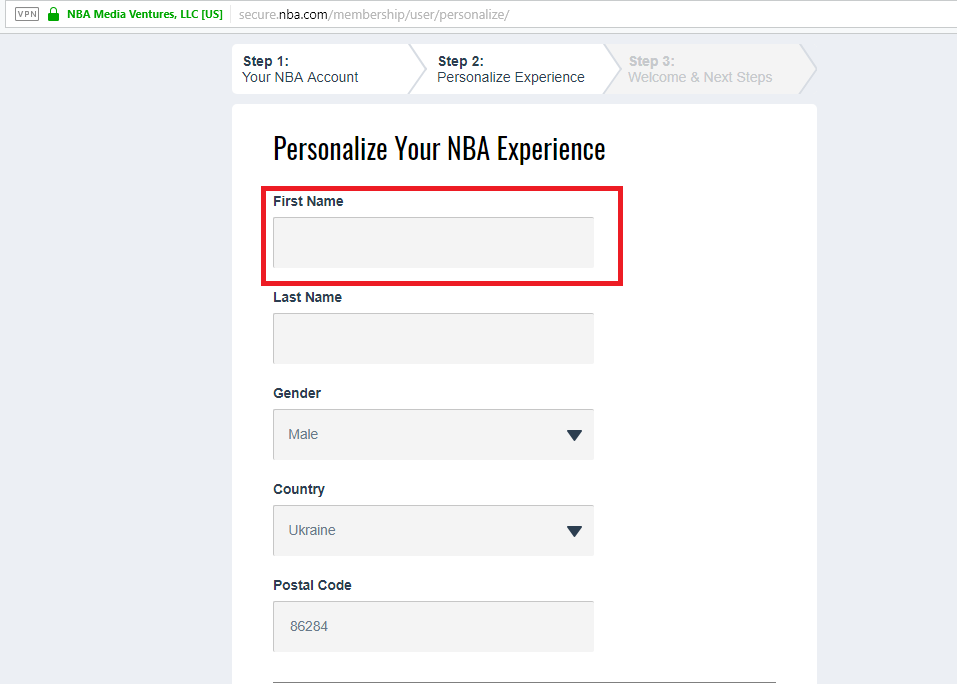 VPN NBA Media Ventures, LLC [US] secure.nba.com/membership/user/personalize/
Step 1:
Your NBA Account
Step 2:
Personalize Experience
Step 3:
Welcome & Next Steps
Personalize Your NBA Experience
First Name
Last Name
Gender
Male
Country
Ukraine
Postal Code
86284